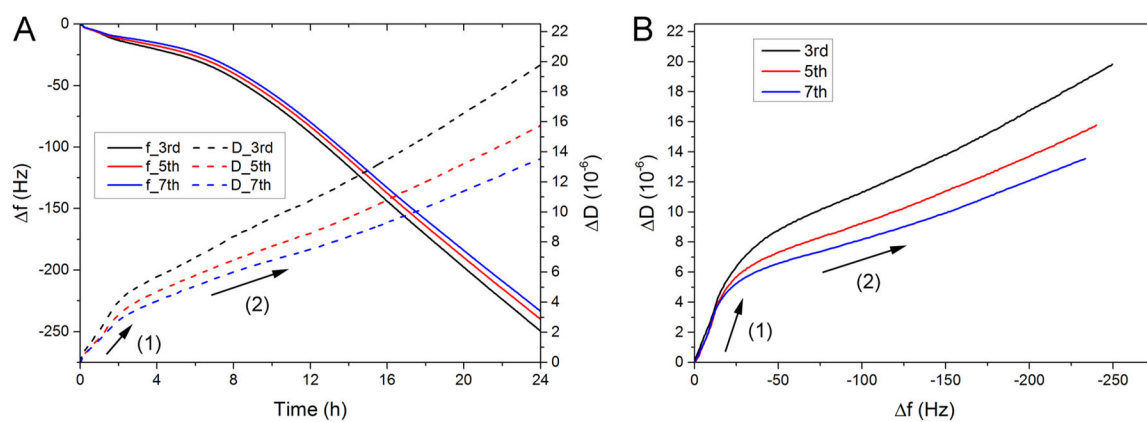 A
Δf (Hz)
0
-50
-100
-150
-200
-250
f_3rd D_3rd
f_5th D_5th
f_7th D_7th
(1)
(2)
0 4 8 12 16 20 24
Time (h)
22
20
18
16
14
12
10
8
6
4
2
0
ΔD (10⁻⁶)
B
ΔD (10⁻⁶)
22
20
18
16
14
12
10
8
6
4
2
0
3rd
5th
7th
(1)
(2)
0 -50 -100 -150 -200 -250
Δf (Hz)